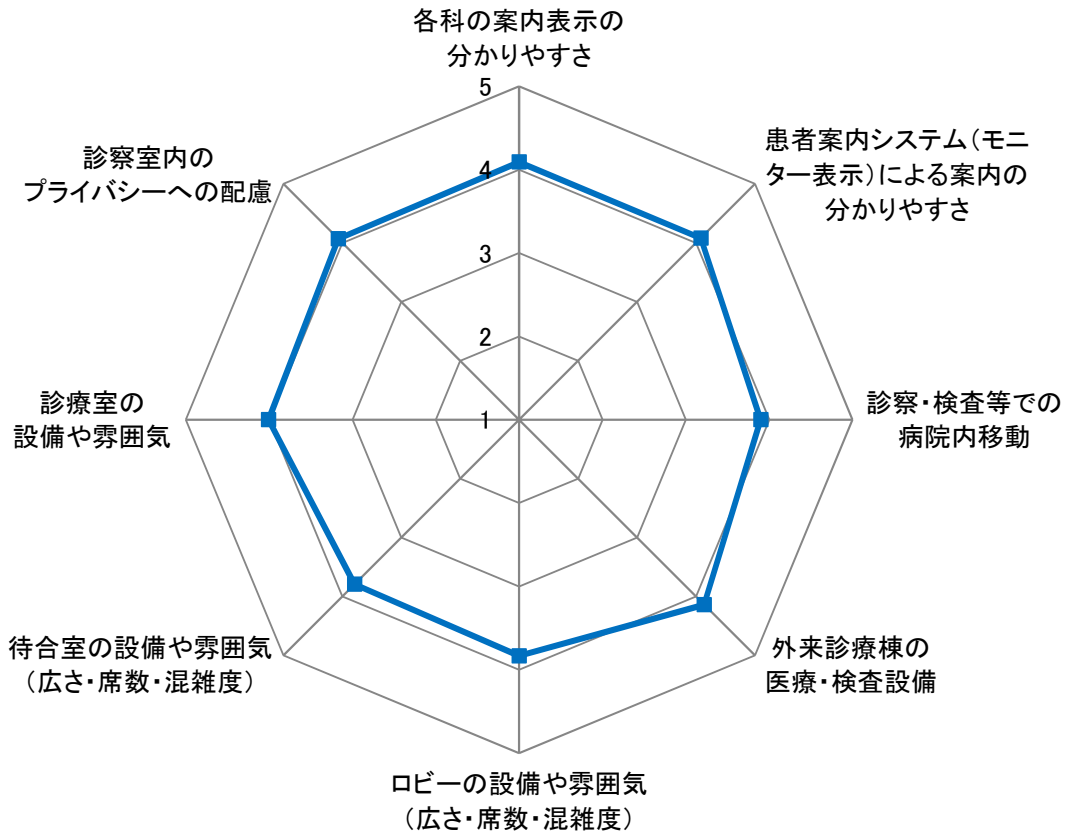 各科の案内表示の
分かりやすさ
5
4
3
2
1
患者案内システム（モニ
ター表示）による案内の
分かりやすさ
診察・検査等での
病院内移動
外来診療棟の
医療・検査設備
ロビーの設備や雰囲気
（広さ・席数・混雑度）
待合室の設備や雰囲気
（広さ・席数・混雑度）
診療室の
設備や雰囲気
診察室内の
プライバシーへの配慮